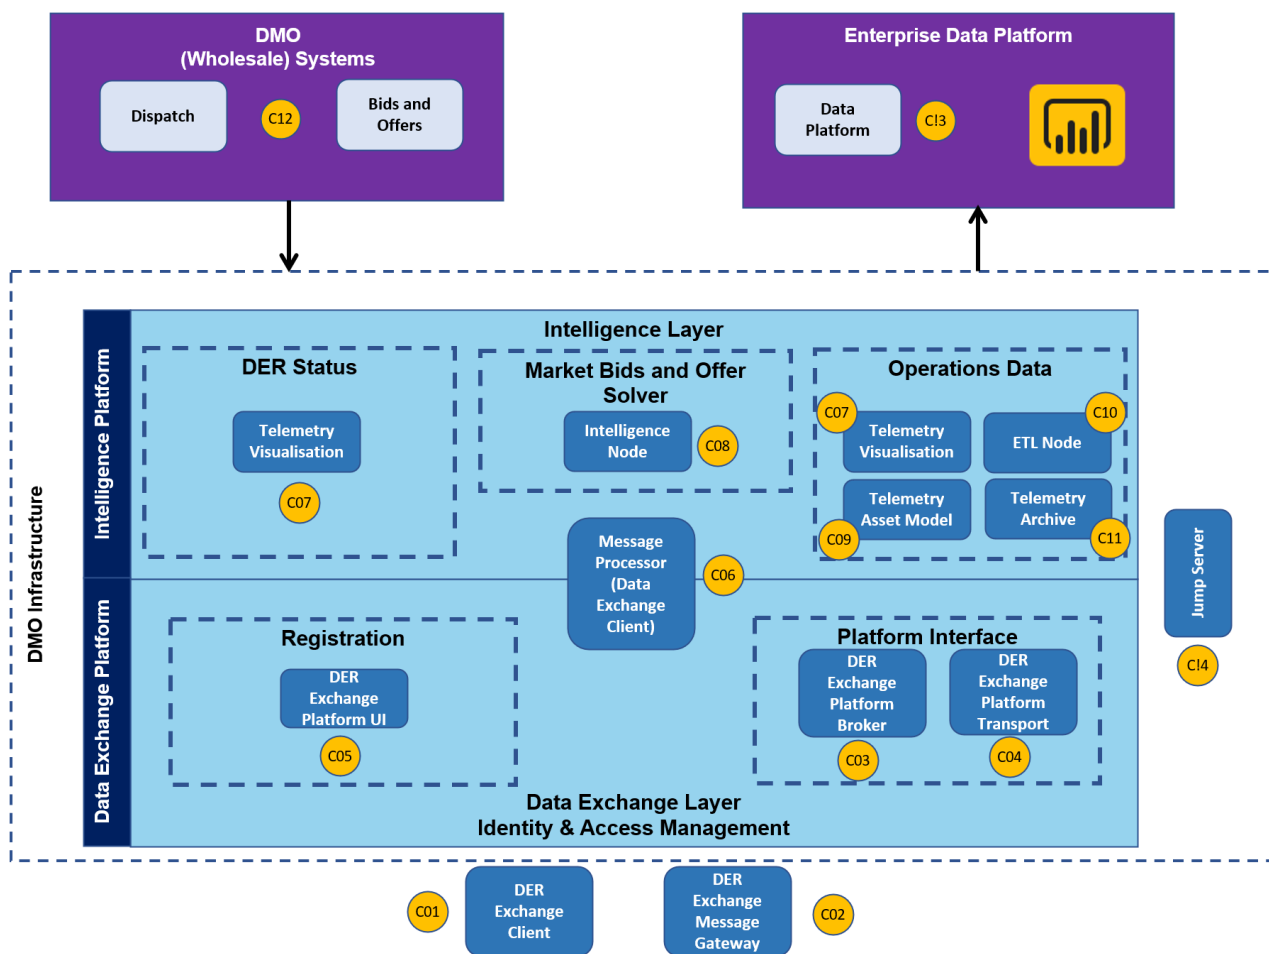 DMO
(Wholesale) Systems
Dispatch
C12
Bids and
Offers
Enterprise Data Platform
Data
Platform
C!3
DMO Infrastructure
Intelligence Platform
Intelligence Layer
DER Status
Telemetry
Visualisation
C07
Market Bids and Offer
Solver
Intelligence
Node
C08
Operations Data
C07
Telemetry
Visualisation
C10
ETL Node
Telemetry
Asset Model
C09
Telemetry
Archive
C11
Message
Processor
(Data
Exchange
Client)
C06
Jump Server
C!4
Data Exchange Platform
Registration
DER
Exchange
Platform UI
C05
Platform Interface
DER
Exchange
Platform
Broker
C03
DER
Exchange
Platform
Transport
C04
Data Exchange Layer
Identity & Access Management
C01
DER
Exchange
Client
DER
Exchange
Message
Gateway
C02